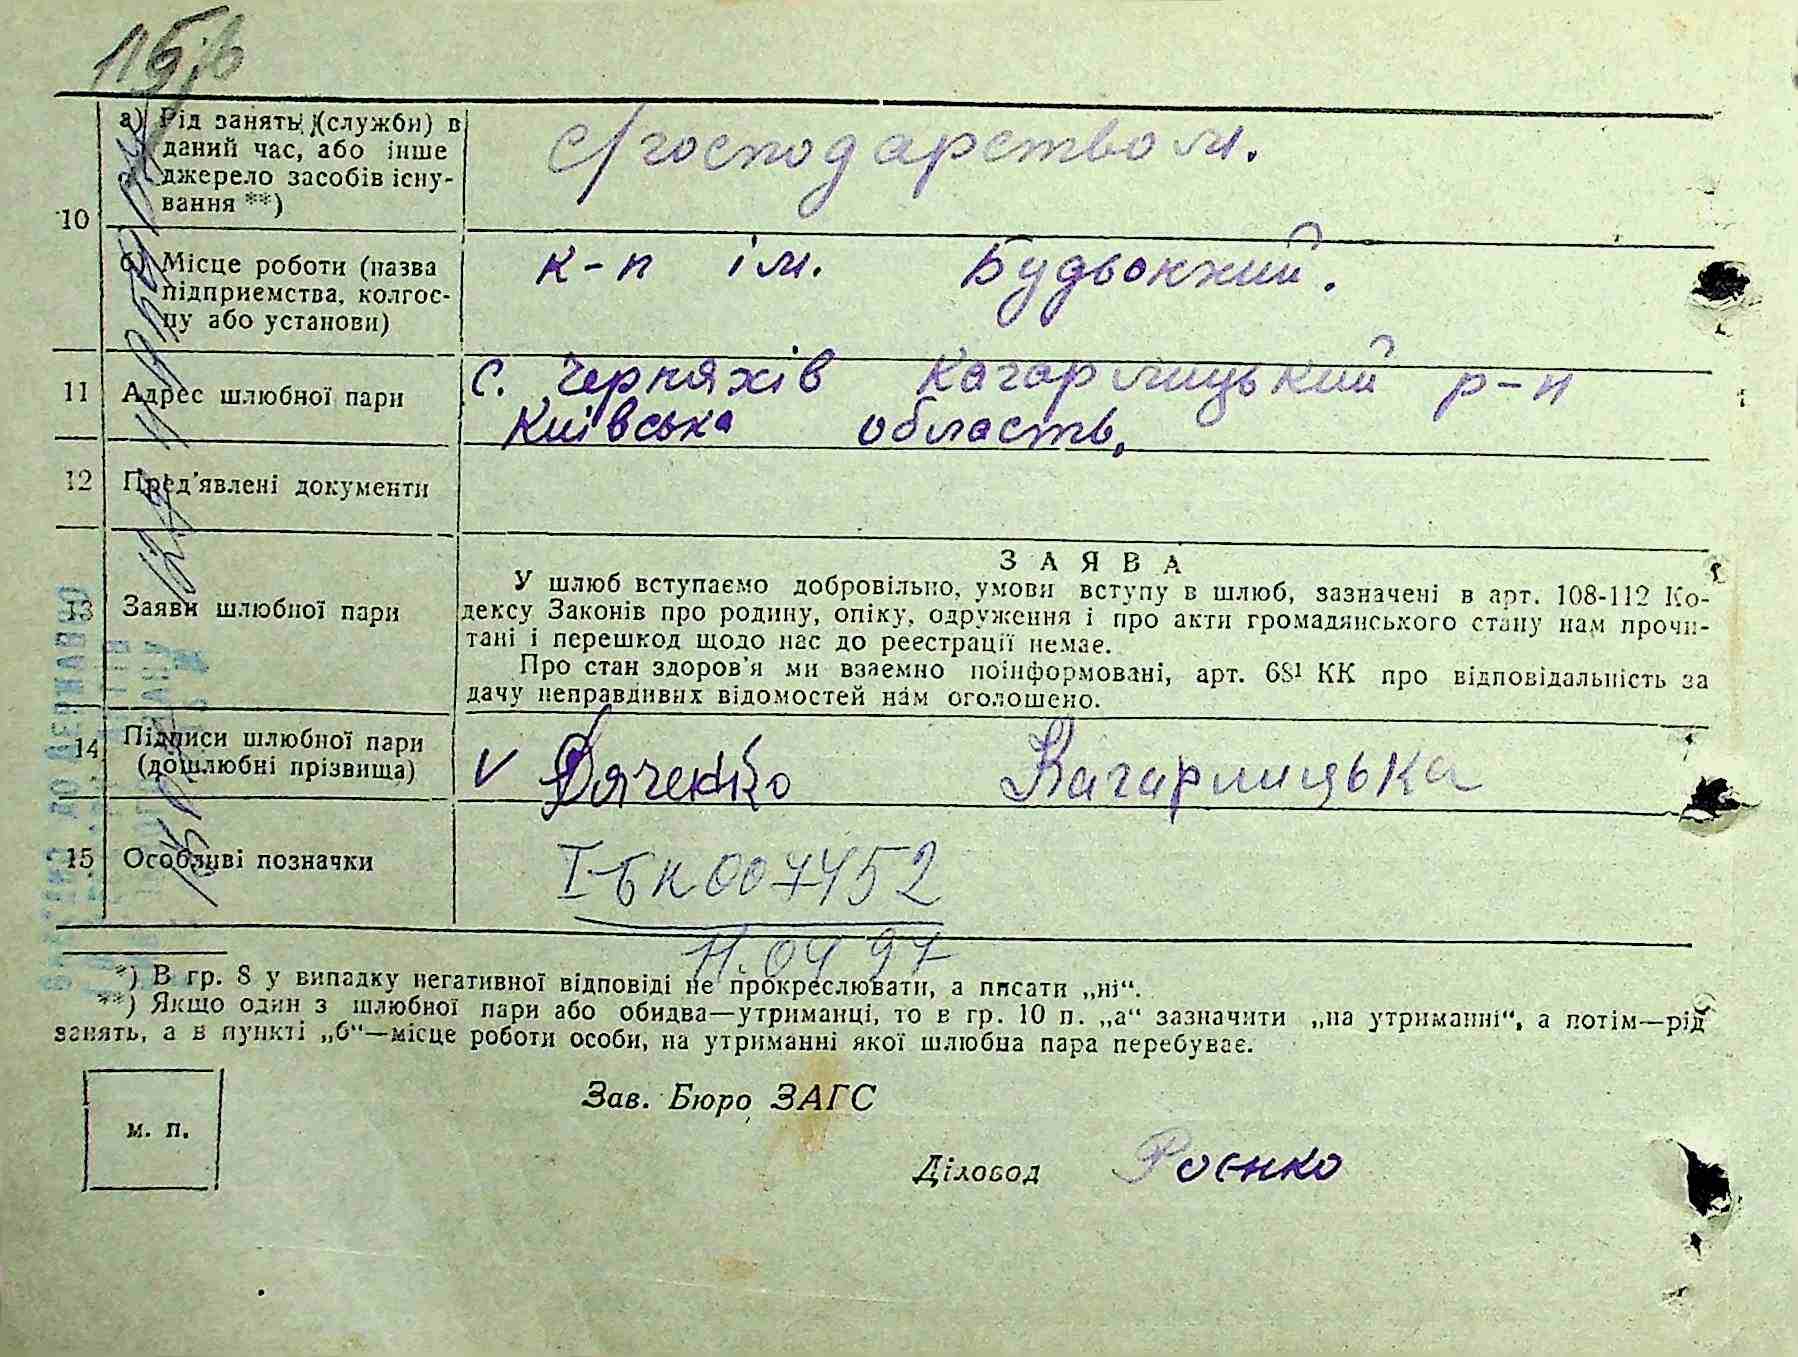 10
а) Рід занять (служби) в
даний час, або інше
джерело засобів існу-
вання **)
с/господарством.
б) Місце роботи (назва
підприємства, колгос-
пу або установи)
к-п ім. Будьонний.
11
Адрес шлюбної пари
с. Черняхів Кагарлицький р-н
Київська область,
12
Пред'явлені документи
13
Заяви шлюбної пари
ЗАЯВА
У шлюб вступаємо добровільно, умови вступу в шлюб, зазначені в арт. 108-112 Ко-
дексу Законів про родину, опіку, одруження і про акти громадянського стану нам прочи-
тані і перешкод щодо нас до реєстрації немає.
Про стан здоров'я ми взаємно поінформовані, арт. 68¹ КК про відповідальність за
дачу неправдивих відомостей нам оголошено.
14
Підписи шлюбної пари
(дошлюбні прізвища)
V Дяченко Кагарлицька
15
Особливі позначки
І-БК 007452
11.04 97
*) В гр. 8 у випадку негативної відповіді не прокреслювати, а писати „ні“.
**) Якщо один з шлюбної пари або обидва—утриманці, то в гр. 10 п. „а“ зазначити „на утриманні“, а потім—рід
занять, а в пункті „б“—місце роботи особи, на утриманні якої шлюбна пара перебуває.
Зав. Бюро ЗАГС
м. п.
Діловод Роєнко